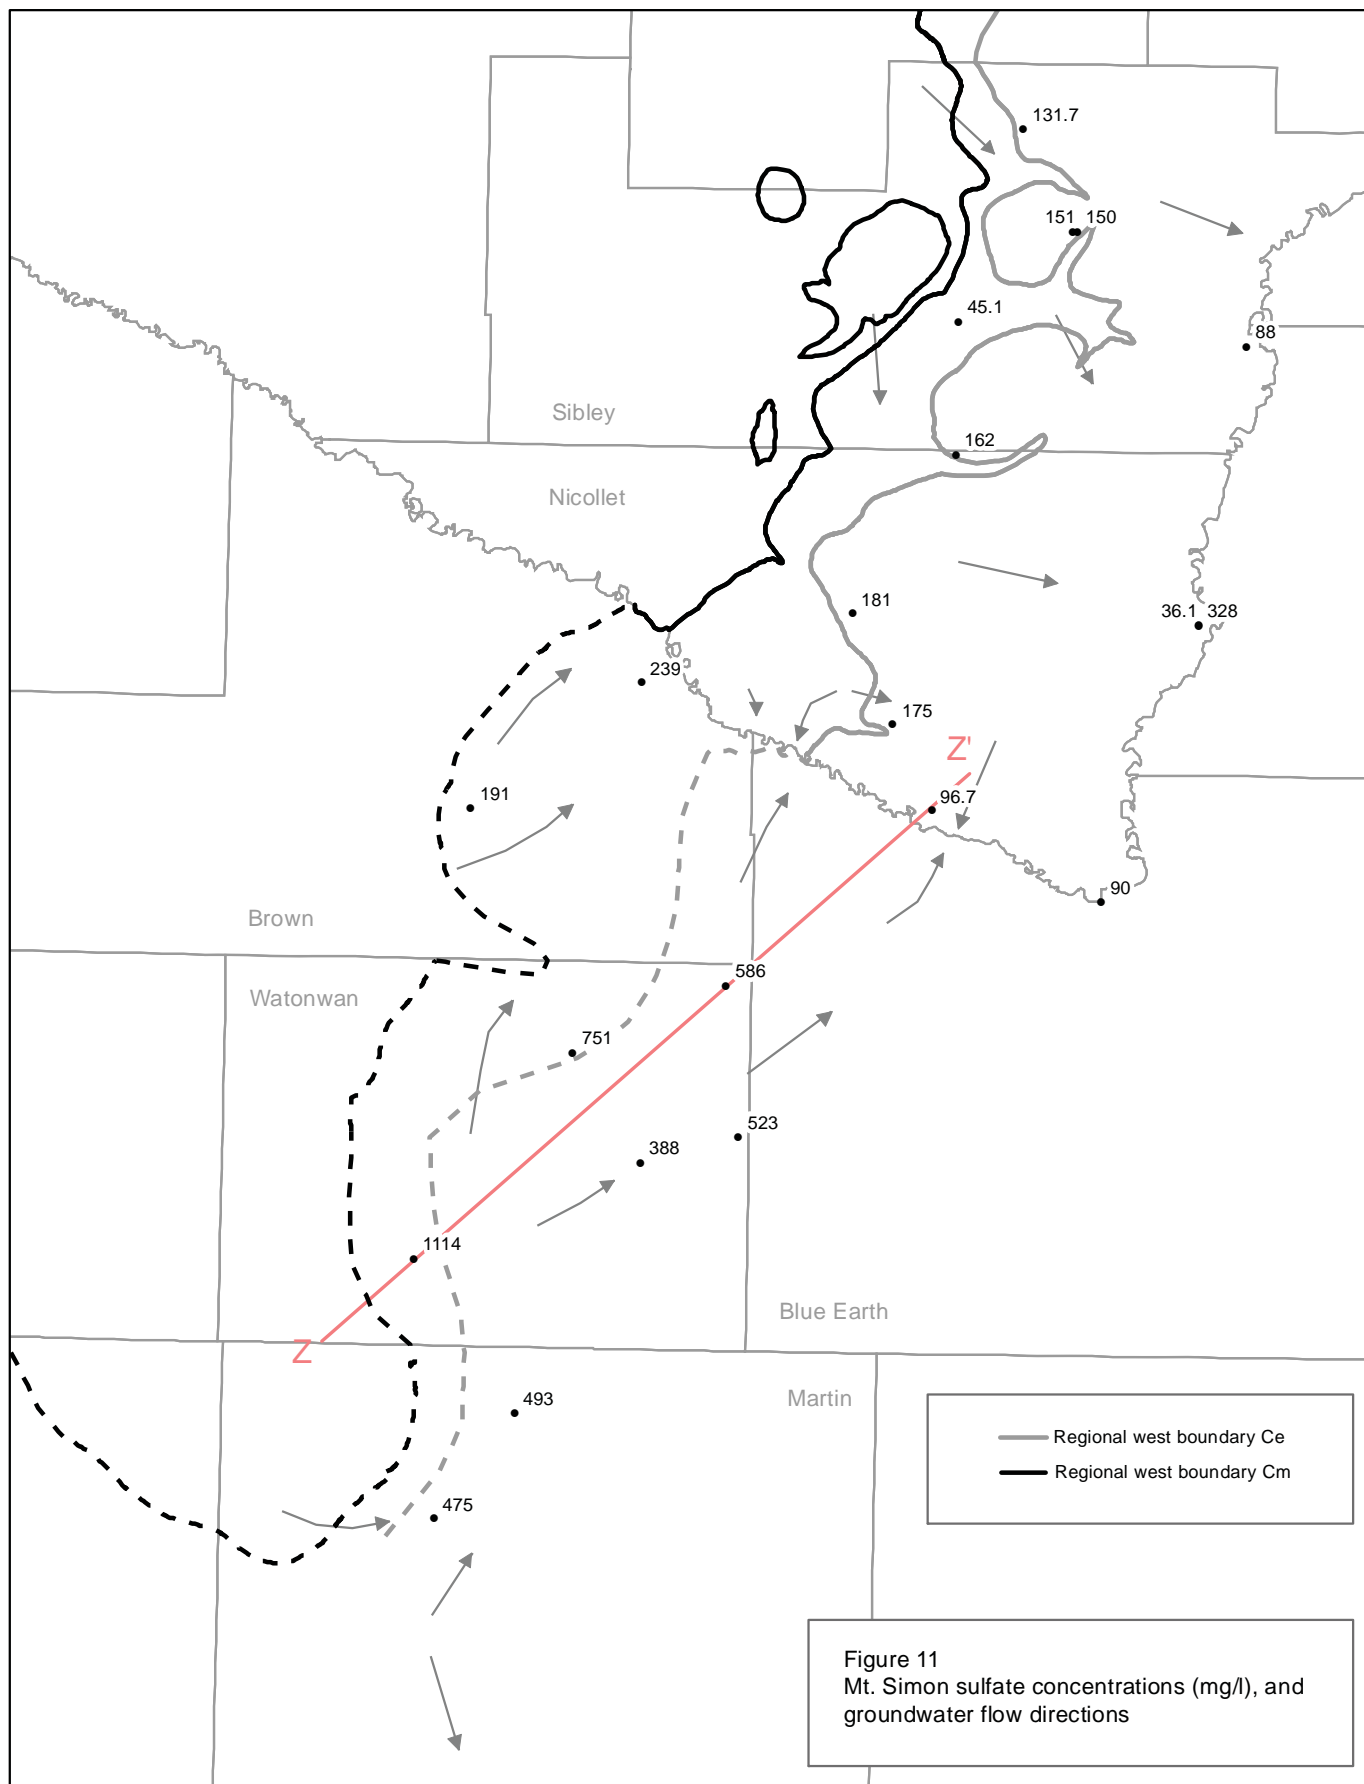 131.7
151 150
45.1
88
Sibley
162
Nicollet
181
36.1 328
239
175
Z'
191
96.7
90
Brown
586
Watonwan
751
523
388
1114
Blue Earth
Z
Martin
493
Regional west boundary Ce
Regional west boundary Cm
475
Figure 11
Mt. Simon sulfate concentrations (mg/l), and
groundwater flow directions